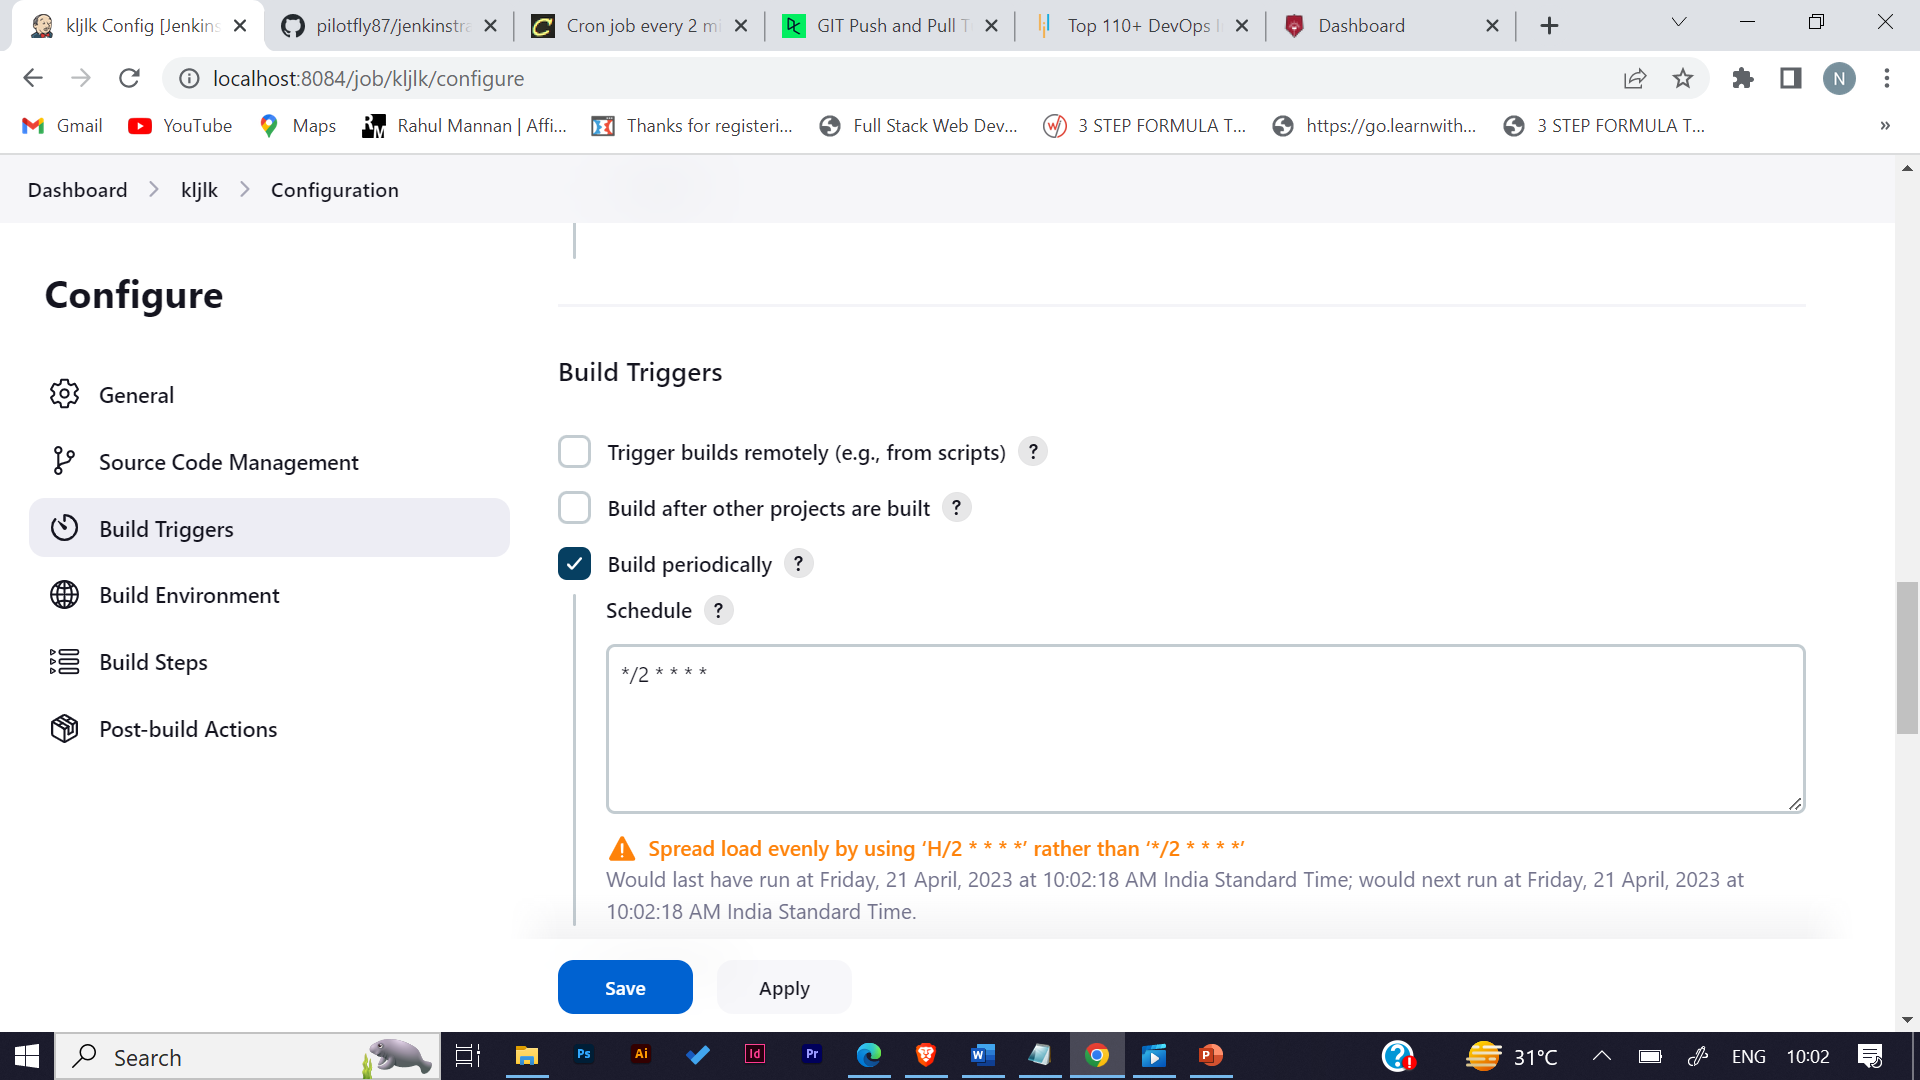 kljlk Config [Jenkins
pilotfly87/jenkinstra
Cron job every 2 mi
GIT Push and Pull T
Top 110+ DevOps I
Dashboard
localhost:8084/job/kljlk/configure
N
Gmail
YouTube
Maps
RM
Rahul Mannan | Affi...
Thanks for registeri...
Full Stack Web Dev...
3 STEP FORMULA T...
https://go.learnwith...
3 STEP FORMULA T...
»
Dashboard
kljlk
Configuration
Configure
General
Source Code Management
Build Triggers
Build Environment
Build Steps
Post-build Actions
Build Triggers
Trigger builds remotely (e.g., from scripts) ?
Build after other projects are built ?
Build periodically ?
Schedule ?
*/2 * * * *
Spread load evenly by using ‘H/2 * * * *’ rather than ‘*/2 * * * *’
Would last have run at Friday, 21 April, 2023 at 10:02:18 AM India Standard Time; would next run at Friday, 21 April, 2023 at
10:02:18 AM India Standard Time.
Save
Apply
Search
Ps
Ai
Id
Pr
W
P
31°C
ENG
10:02